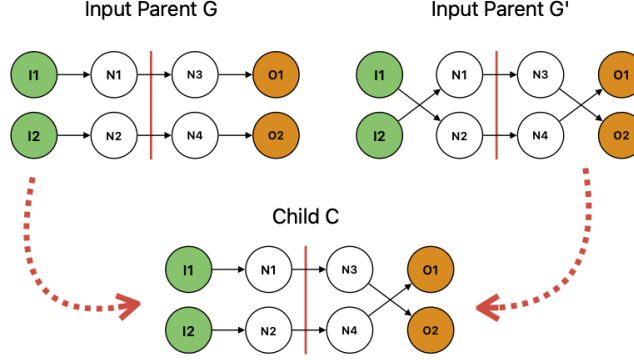 Input Parent G
Input Parent G'
I1 N1 N3 O1
I1 N1 N3 O1
I2 N2 N4 O2
I2 N2 N4 O2
Child C
I1 N1 N3 O1
I2 N2 N4 O2